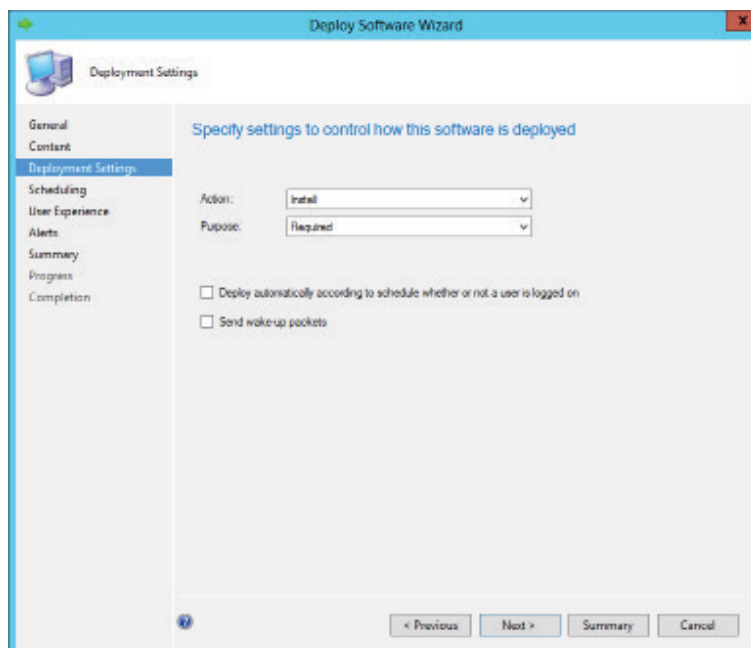 Deploy Software Wizard
x
Deployment Settings
General
Content
Deployment Settings
Scheduling
User Experience
Alerts
Summary
Progress
Completion
Specify settings to control how this software is deployed
Action: Install
Purpose: Required
Deploy automatically according to schedule whether or not a user is logged on
Send wake-up packets
?
< Previous Next > Summary Cancel